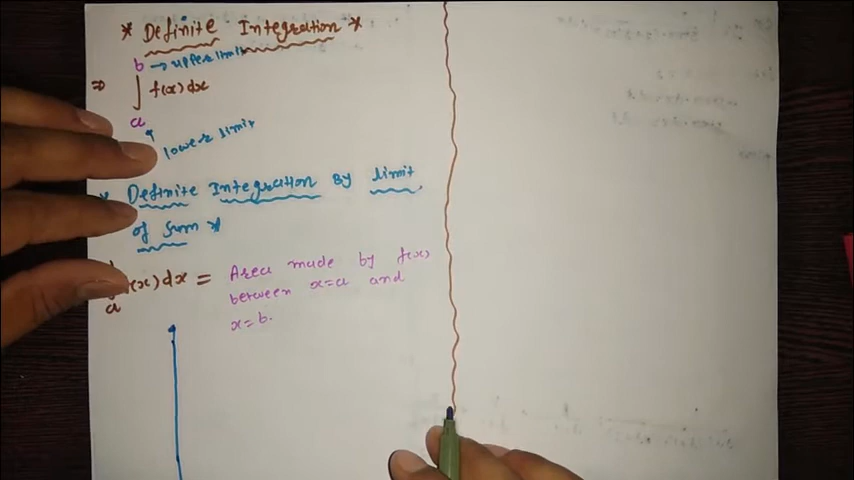 * Definite Integration *
b → upper limit
⇒ ∫ f(x) dx
a
lower limit
* Definite Integration By limit
of sum *
∫ f(x) dx = Area made by f(x)
a between x=a and
x=b.